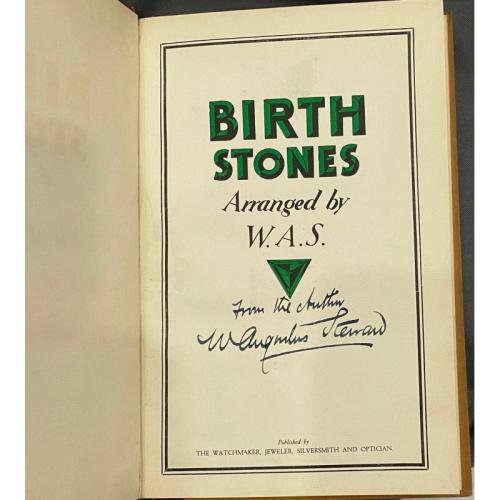 BIRTH
STONES
Arranged by
W.A.S.
From the Author
W Augustus Steward
Published by
THE WATCHMAKER, JEWELER, SILVERSMITH AND OPTICIAN.